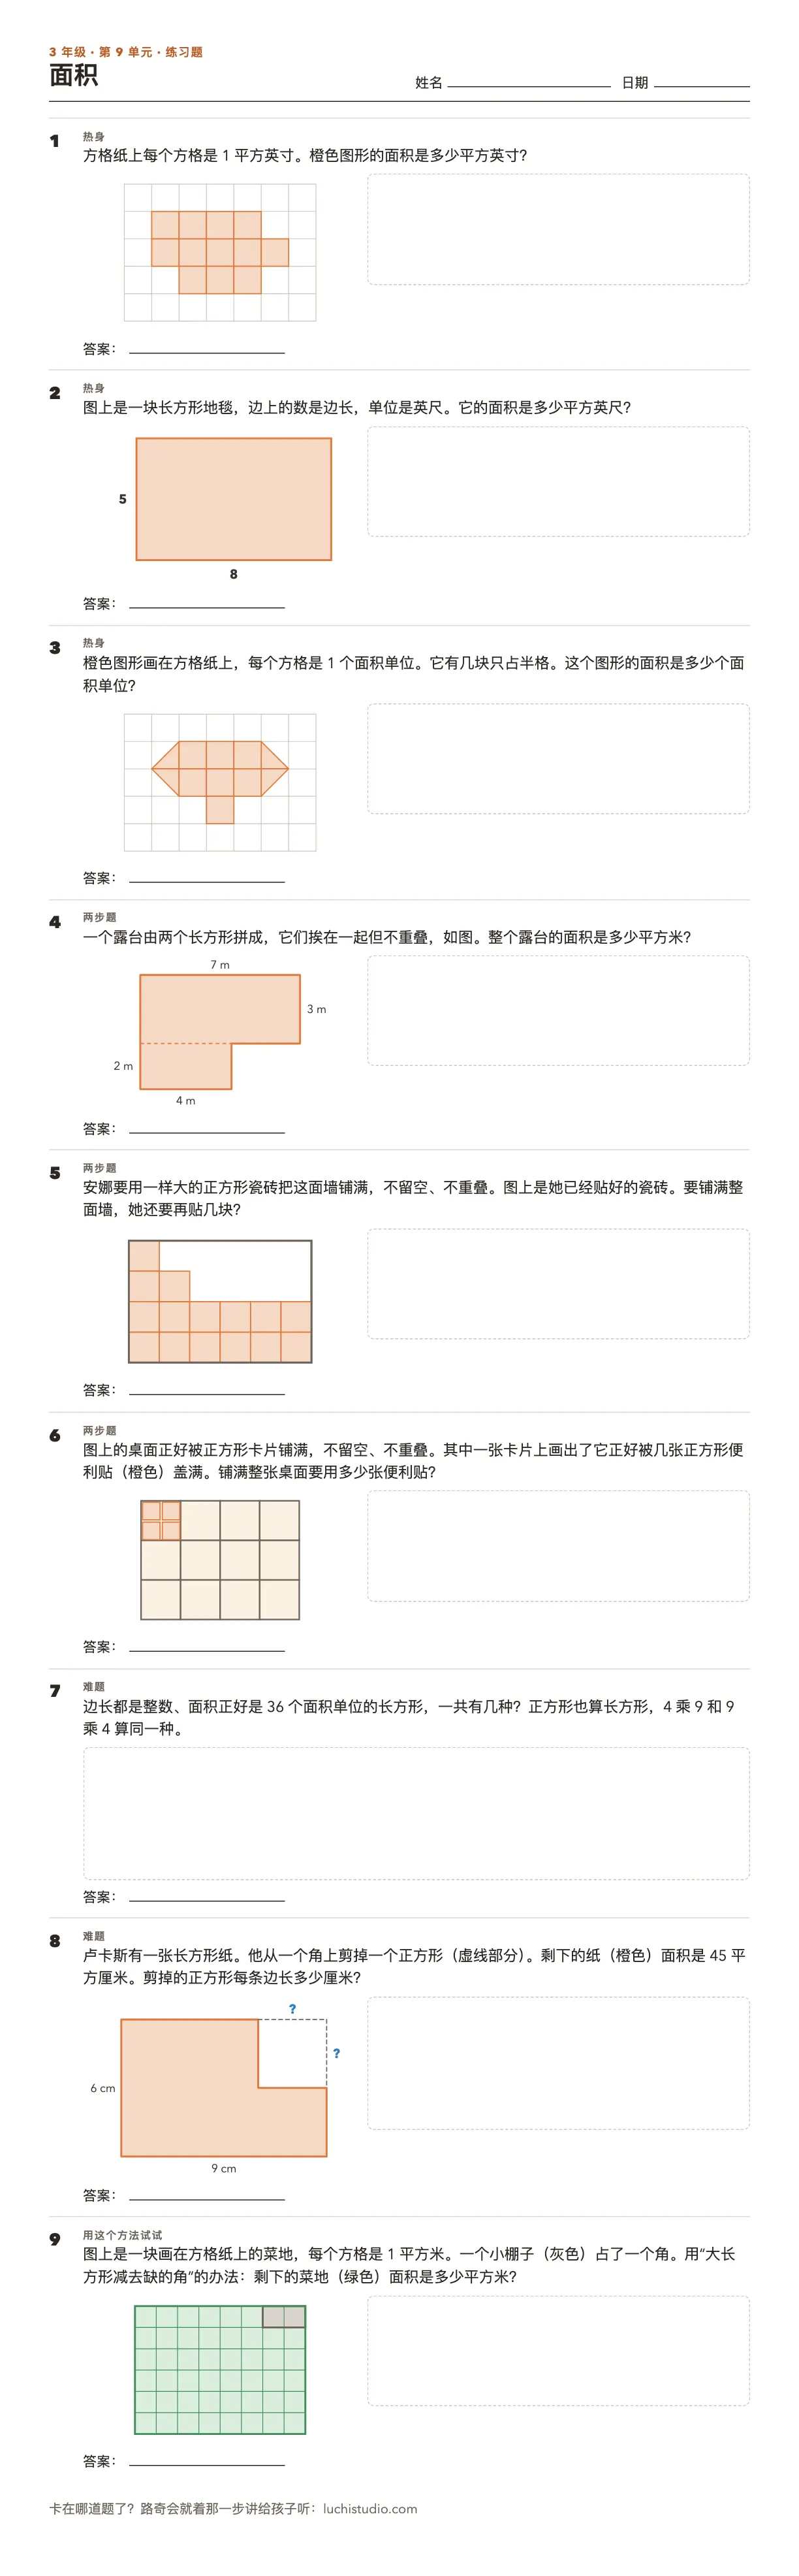 3 年级 · 第 9 单元 · 练习题
面积
姓名
日期
1
热身
方格纸上每个方格是 1 平方英寸。橙色图形的面积是多少平方英寸？
答案：
2
热身
图上是一块长方形地毯，边上的数是边长，单位是英尺。它的面积是多少平方英尺？
5
8
答案：
3
热身
橙色图形画在方格纸上，每个方格是 1 个面积单位。它有几块只占半格。这个图形的面积是多少个面
积单位？
答案：
4
两步题
一个露台由两个长方形拼成，它们挨在一起但不重叠，如图。整个露台的面积是多少平方米？
7 m
3 m
2 m
4 m
答案：
5
两步题
安娜要用一样大的正方形瓷砖把这面墙铺满，不留空、不重叠。图上是她已经贴好的瓷砖。要铺满整
面墙，她还要再贴几块？
答案：
6
两步题
图上的桌面正好被正方形卡片铺满，不留空、不重叠。其中一张卡片上画出了它正好被几张正方形便
利贴（橙色）盖满。铺满整张桌面要用多少张便利贴？
答案：
7
难题
边长都是整数、面积正好是 36 个面积单位的长方形，一共有几种？正方形也算长方形，4 乘 9 和 9
乘 4 算同一种。
答案：
8
难题
卢卡斯有一张长方形纸。他从一个角上剪掉一个正方形（虚线部分）。剩下的纸（橙色）面积是 45 平
方厘米。剪掉的正方形每条边长多少厘米？
?
?
6 cm
9 cm
答案：
9
用这个方法试试
图上是一块画在方格纸上的菜地，每个方格是 1 平方米。一个小棚子（灰色）占了一个角。用“大长
方形减去缺的角”的办法：剩下的菜地（绿色）面积是多少平方米？
答案：
卡在哪道题了？路奇会就着那一步讲给孩子听：luchistudio.com